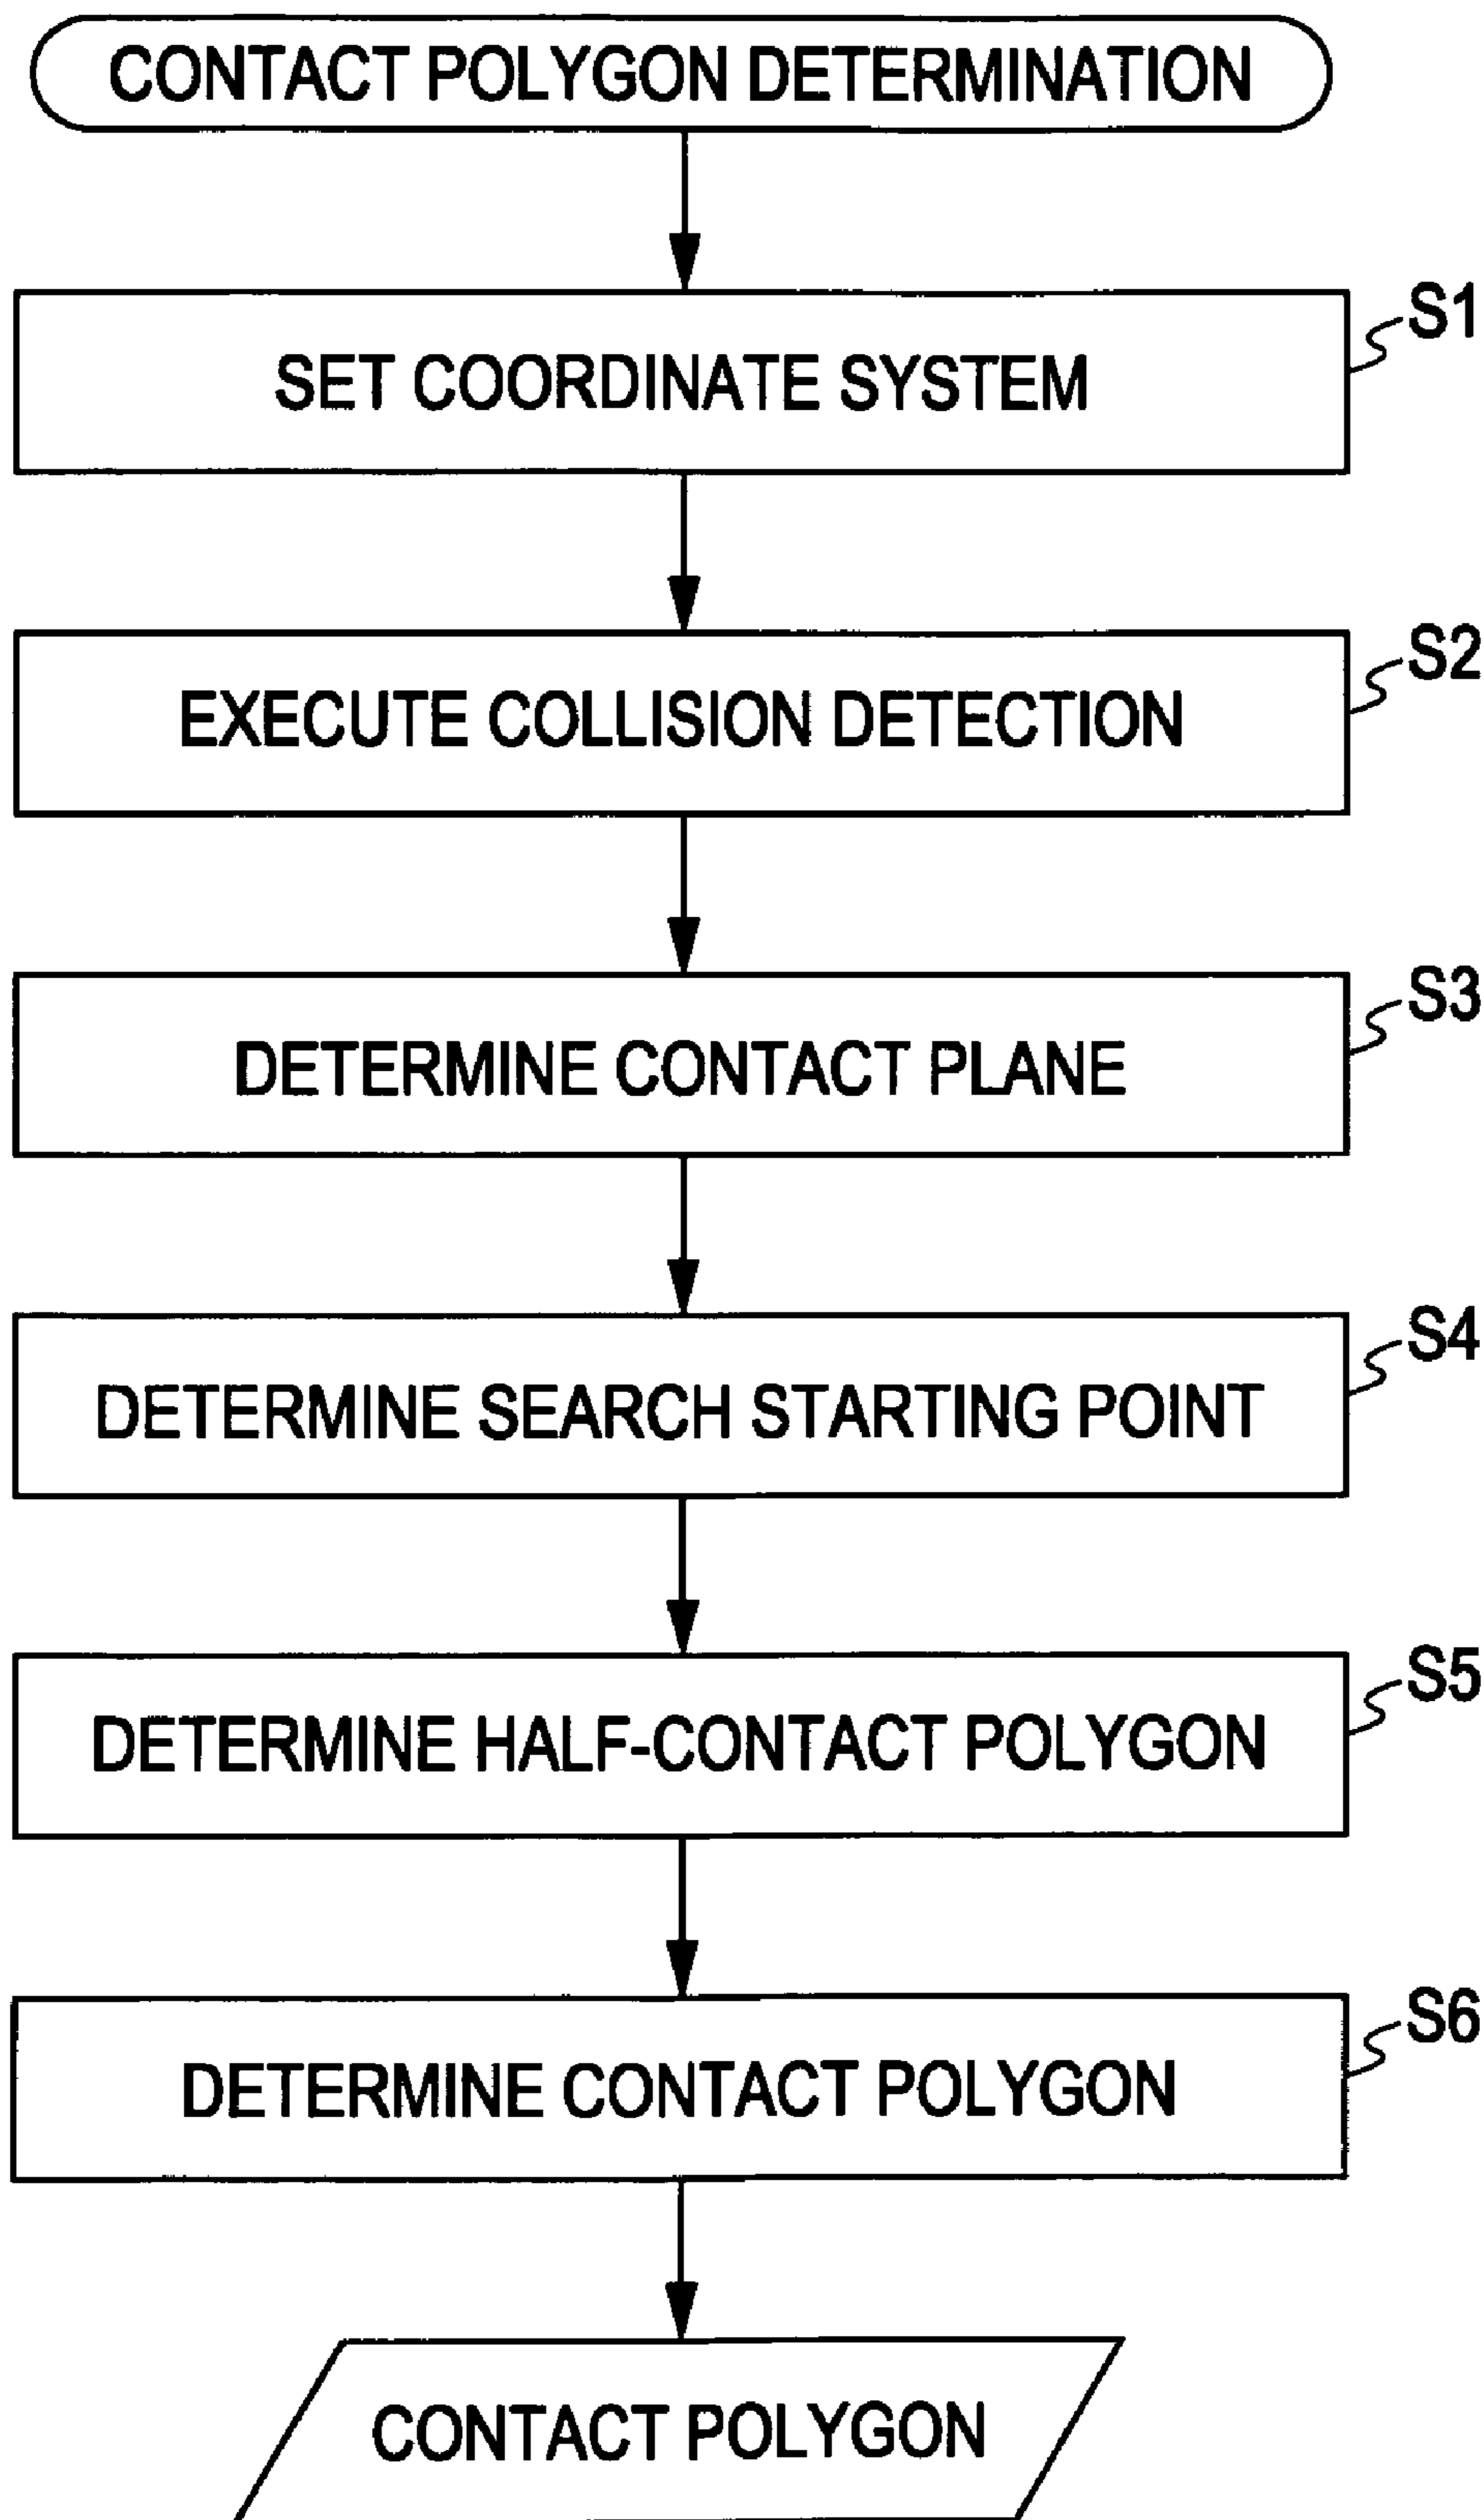 CONTACT POLYGON DETERMINATION
S1
SET COORDINATE SYSTEM
S2
EXECUTE COLLISION DETECTION
S3
DETERMINE CONTACT PLANE
S4
DETERMINE SEARCH STARTING POINT
S5
DETERMINE HALF-CONTACT POLYGON
S6
DETERMINE CONTACT POLYGON
CONTACT POLYGON